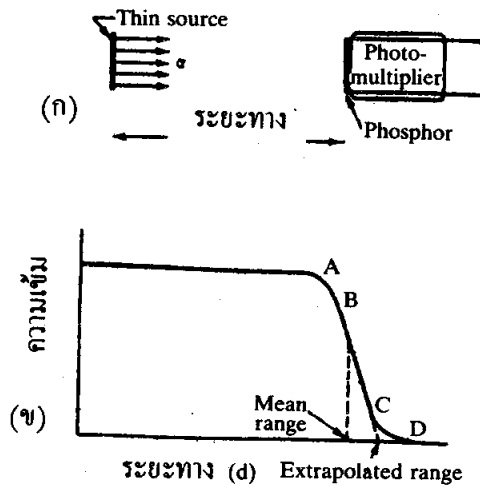 Thin source
α
Photo-
multiplier
(ก)
ระยะทาง
Phosphor
ความเข้ม
A
B
C
D
Mean
range
(ข)
ระยะทาง (d)
Extrapolated range